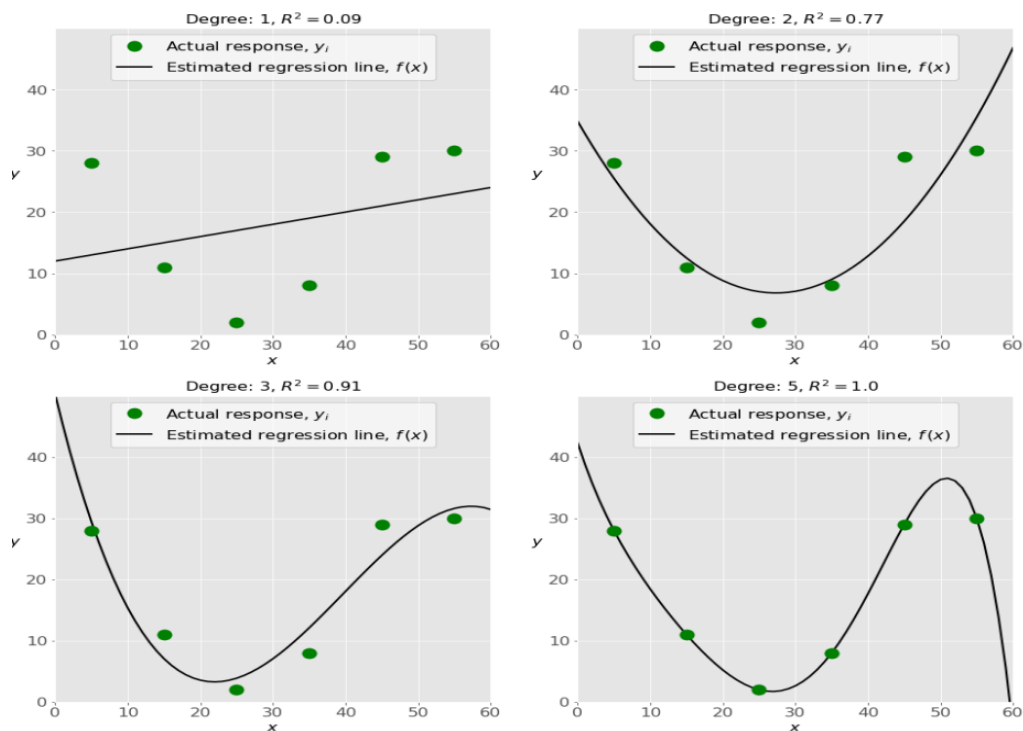 Degree: 1, R² = 0.09
Actual response, yᵢ
Estimated regression line, f(x)
40
30
y
20
10
0
0 10 20 30 40 50 60
x
Degree: 2, R² = 0.77
Actual response, yᵢ
Estimated regression line, f(x)
40
30
y
20
10
0
0 10 20 30 40 50 60
x
Degree: 3, R² = 0.91
Actual response, yᵢ
Estimated regression line, f(x)
40
30
y
20
10
0
0 10 20 30 40 50 60
x
Degree: 5, R² = 1.0
Actual response, yᵢ
Estimated regression line, f(x)
40
30
y
20
10
0
0 10 20 30 40 50 60
x